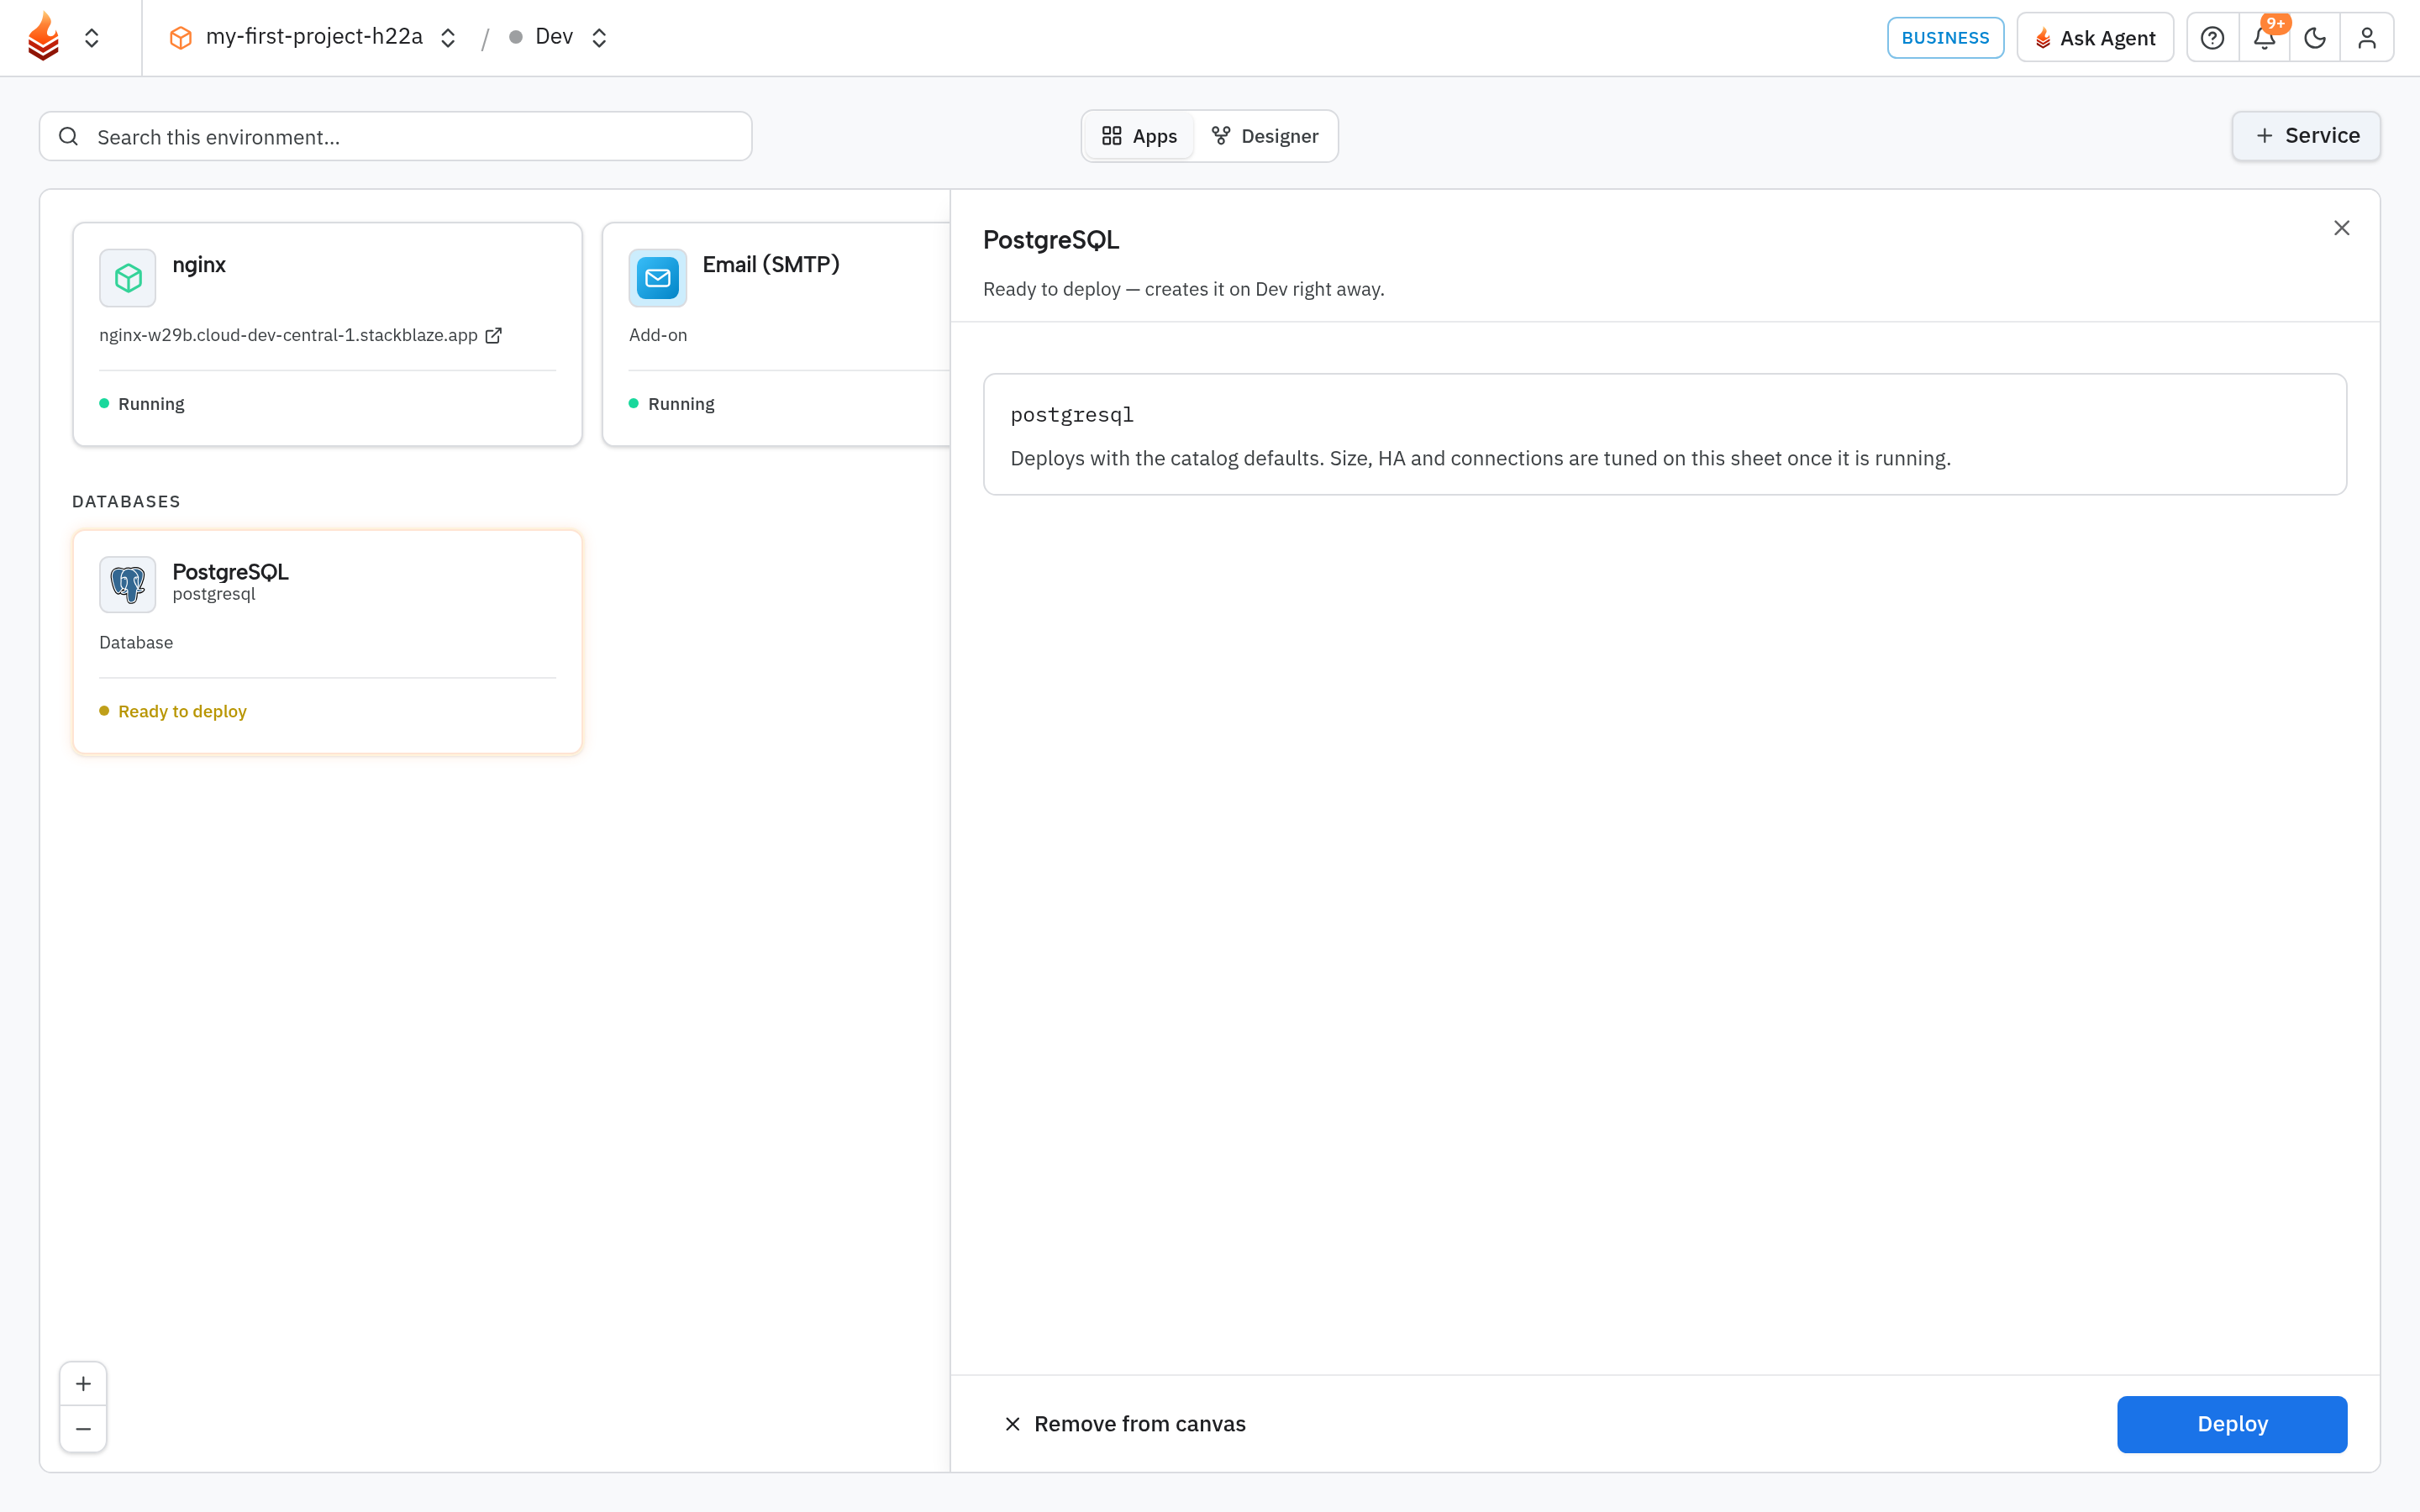 my-first-project-h22a / Dev
BUSINESS
Ask Agent
9+
Search this environment...
Apps
Designer
+ Service
nginx
nginx-w29b.cloud-dev-central-1.stackblaze.app
Running
Email (SMTP)
Add-on
Running
DATABASES
PostgreSQL
postgresql
Database
Ready to deploy
PostgreSQL
Ready to deploy — creates it on Dev right away.
postgresql
Deploys with the catalog defaults. Size, HA and connections are tuned on this sheet once it is running.
Remove from canvas
Deploy